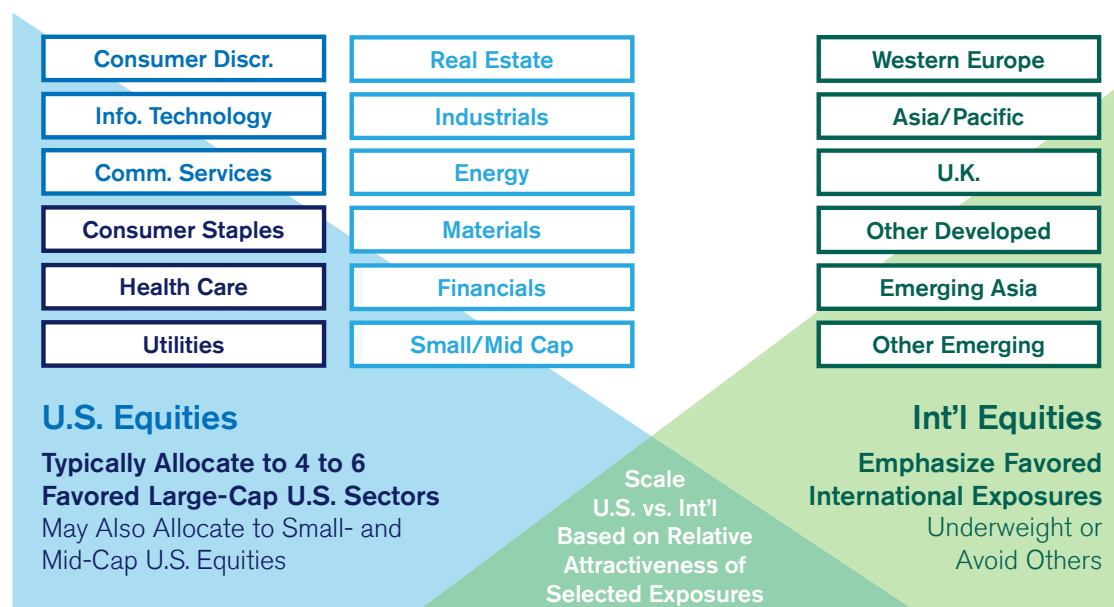 Consumer Discr.
Info. Technology
Comm. Services
Consumer Staples
Health Care
Utilities
Real Estate
Industrials
Energy
Materials
Financials
Small/Mid Cap
Western Europe
Asia/Pacific
U.K.
Other Developed
Emerging Asia
Other Emerging
U.S. Equities
Typically Allocate to 4 to 6
Favored Large-Cap U.S. Sectors
May Also Allocate to Small- and
Mid-Cap U.S. Equities
Scale
U.S. vs. Int'l
Based on Relative
Attractiveness of
Selected Exposures
Int'l Equities
Emphasize Favored
International Exposures
Underweight or
Avoid Others